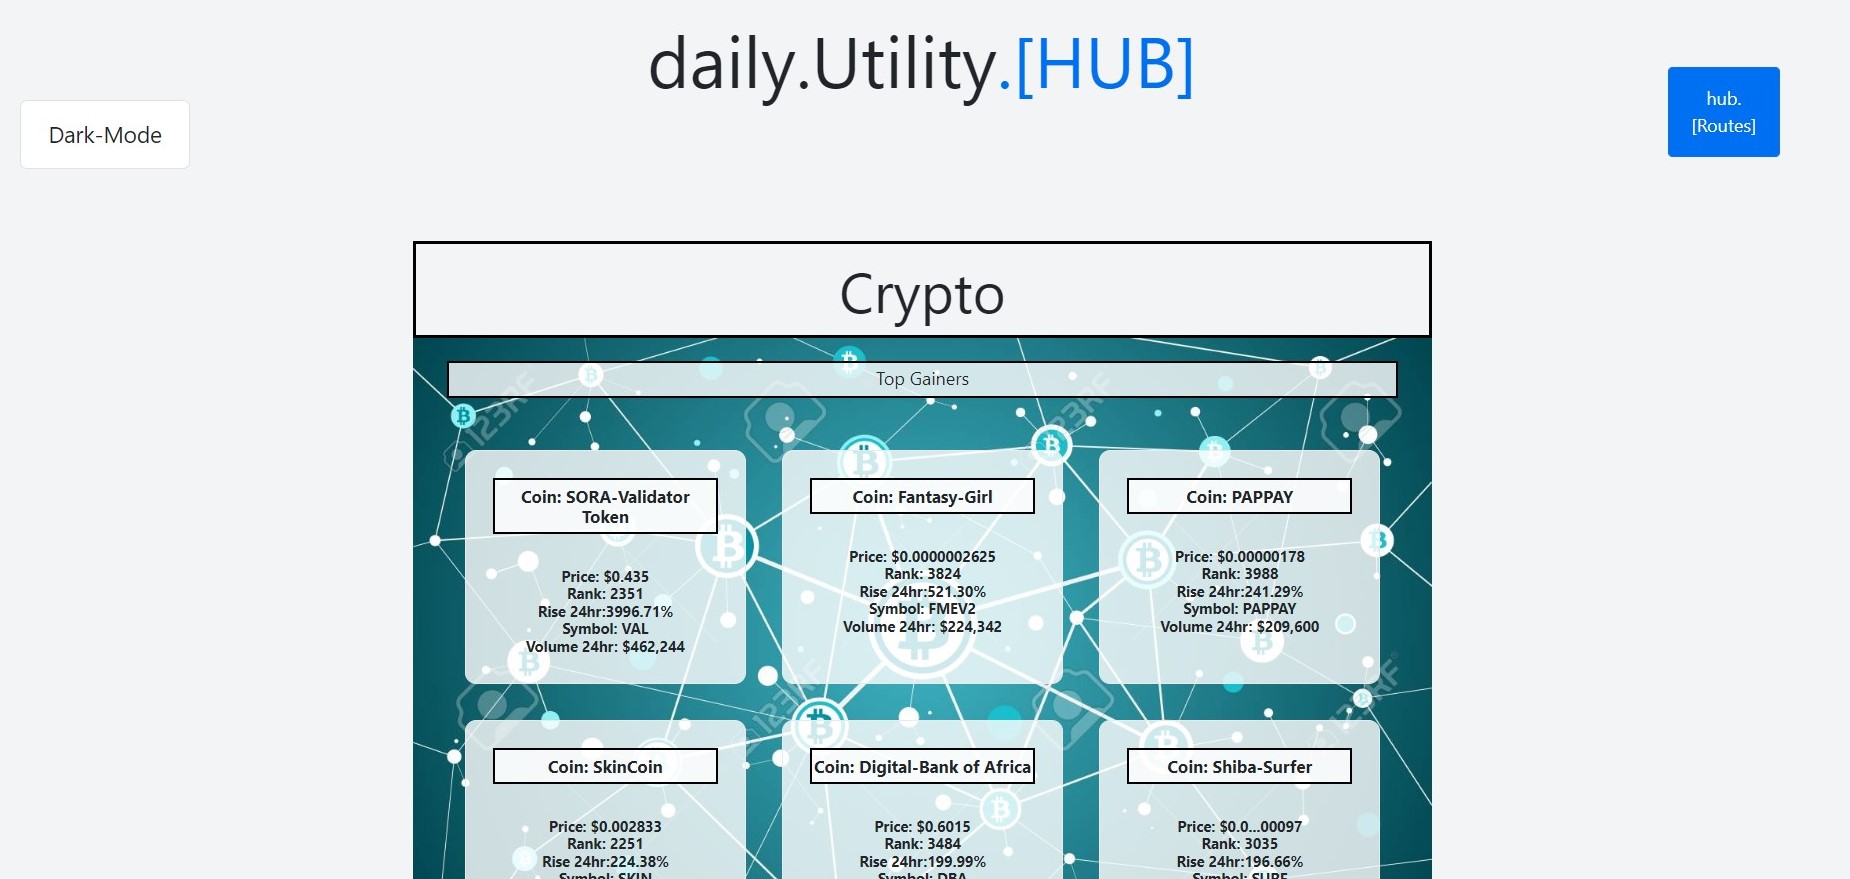 daily.Utility.[HUB]
Dark-Mode
hub.
[Routes]
Crypto
Top Gainers
Coin: SORA-Validator
Token
Price: $0.435
Rank: 2351
Rise 24hr:3996.71%
Symbol: VAL
Volume 24hr: $462,244
Coin: Fantasy-Girl
Price: $0.0000002625
Rank: 3824
Rise 24hr:521.30%
Symbol: FMEV2
Volume 24hr: $224,342
Coin: PAPPAY
Price: $0.00000178
Rank: 3988
Rise 24hr:241.29%
Symbol: PAPPAY
Volume 24hr: $209,600
Coin: SkinCoin
Price: $0.002833
Rank: 2251
Rise 24hr:224.38%
Symbol: SKIN
Coin: Digital-Bank of Africa
Price: $0.6015
Rank: 3484
Rise 24hr:199.99%
Symbol: DBA
Coin: Shiba-Surfer
Price: $0.0...00097
Rank: 3035
Rise 24hr:196.66%
Symbol: SURF
123RF
123RF
123RF
123RF